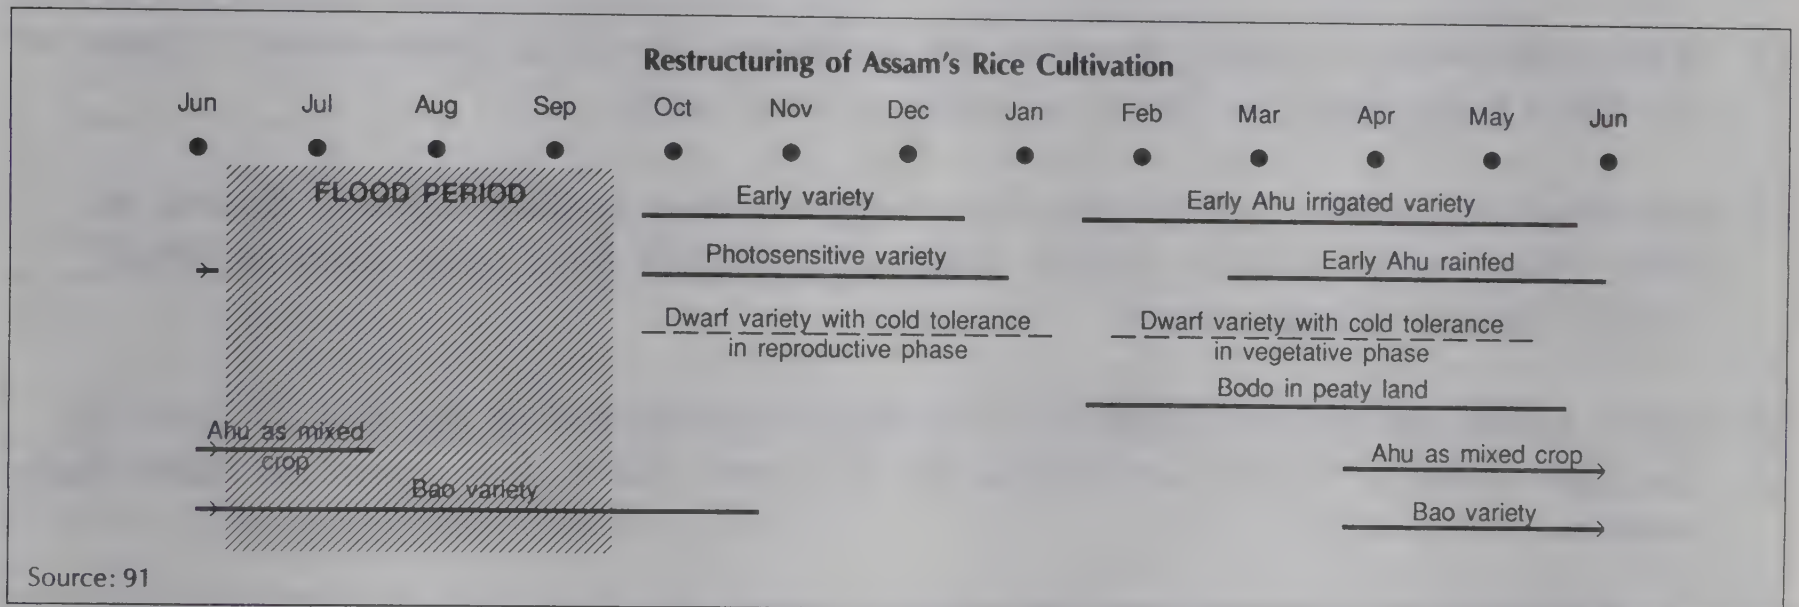 Restructuring of Assam's Rice Cultivation
Jun Jul Aug Sep Oct Nov Dec Jan Feb Mar Apr May Jun
FLOOD PERIOD
Early variety
Early Ahu irrigated variety
Photosensitive variety
Early Ahu rainfed
Dwarf variety with cold tolerance
in reproductive phase
Dwarf variety with cold tolerance
in vegetative phase
Bodo in peaty land
Ahu as mixed
crop
Ahu as mixed crop
Bao variety
Bao variety
Source: 91